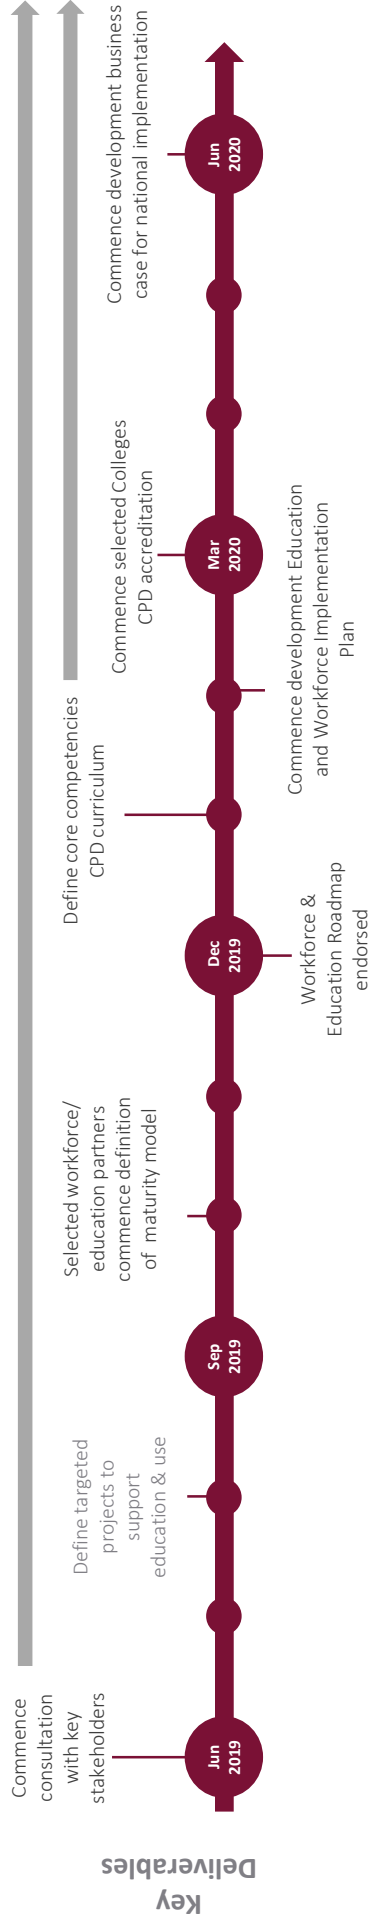 Key
Deliverables
Commence
consultation
with key
stakeholders
Jun
2019
Define targeted
projects to
support
education & use
Sep
2019
Selected workforce/
education partners
commence definition
of maturity model
Dec
2019
Workforce &
Education Roadmap
endorsed
Define core competencies
CPD curriculum
Commence development Education
and Workforce Implementation
Plan
Commence selected Colleges
CPD accreditation
Mar
2020
Commence development business
case for national implementation
Jun
2020